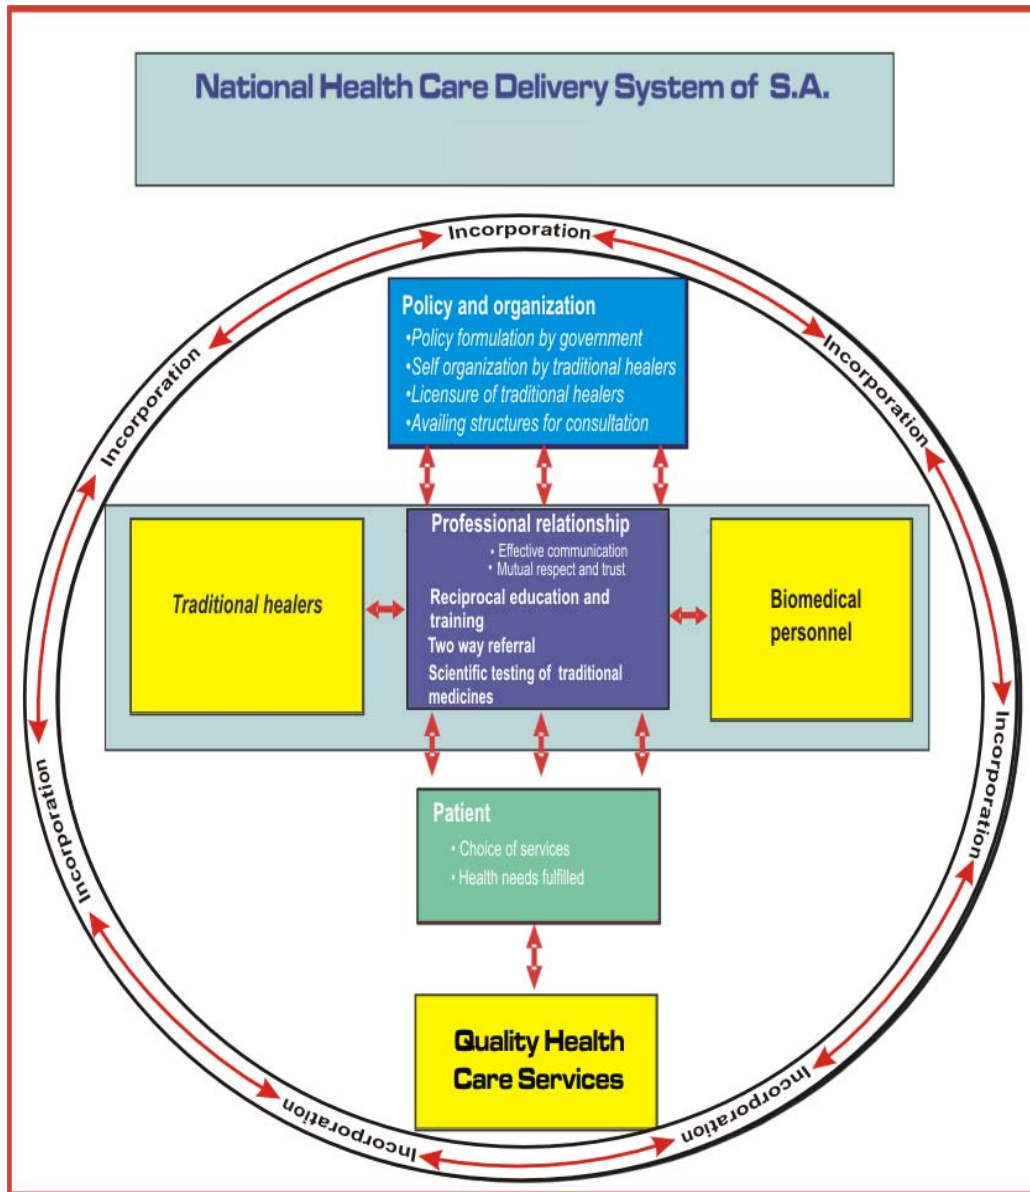 National Health Care Delivery System of S.A.
Incorporation
Incorporation
Incorporation
Policy and organization
•Policy formulation by government
•Self organization by traditional healers
•Licensure of traditional healers
•Availing structures for consultation
Traditional healers
Professional relationship
• Effective communication
• Mutual respect and trust
Reciprocal education and
training
Two way referral
Scientific testing of traditional
medicines
Biomedical
personnel
Incorporation
Incorporation
Patient
• Choice of services
• Health needs fulfilled
Quality Health
Care Services
Incorporation
Incorporation